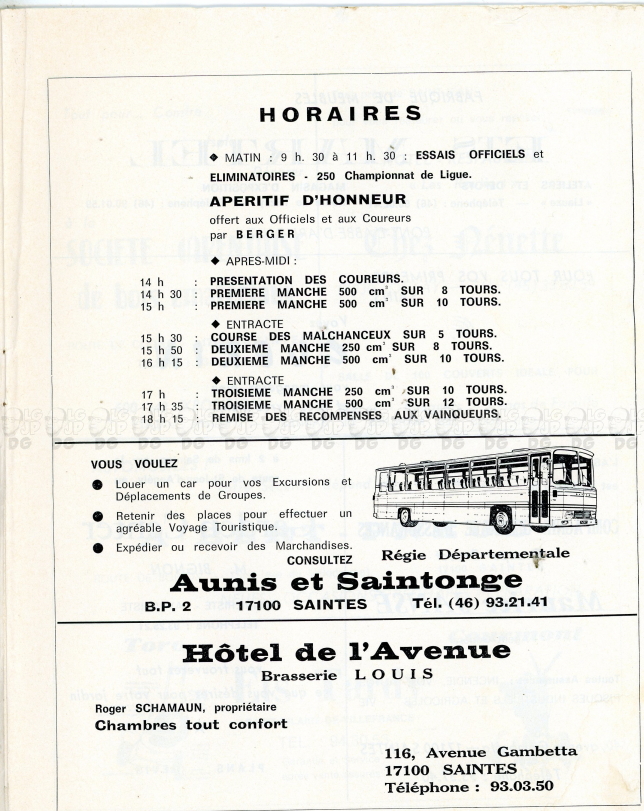 HORAIRES
◆ MATIN : 9 h. 30 à 11 h. 30 : ESSAIS OFFICIELS et
ELIMINATOIRES - 250 Championnat de Ligue.
APERITIF D'HONNEUR
offert aux Officiels et aux Coureurs
par BERGER
◆ APRES-MIDI :
14 h : PRESENTATION DES COUREURS.
14 h 30 : PREMIERE MANCHE 500 cm³ SUR 8 TOURS.
15 h : PREMIERE MANCHE 500 cm³ SUR 10 TOURS.
◆ ENTRACTE
15 h 30 : COURSE DES MALCHANCEUX SUR 5 TOURS.
15 h 50 : DEUXIEME MANCHE 250 cm³ SUR 8 TOURS.
16 h 15 : DEUXIEME MANCHE 500 cm³ SUR 10 TOURS.
◆ ENTRACTE
17 h : TROISIEME MANCHE 250 cm³ SUR 10 TOURS.
17 h 35 : TROISIEME MANCHE 500 cm³ SUR 12 TOURS.
18 h 15 : REMISE DES RECOMPENSES AUX VAINQUEURS.
VOUS VOULEZ
● Louer un car pour vos Excursions et
Déplacements de Groupes.
● Retenir des places pour effectuer un
agréable Voyage Touristique.
● Expédier ou recevoir des Marchandises.
CONSULTEZ
Régie Départementale
Aunis et Saintonge
B.P. 2 17100 SAINTES Tél. (46) 93.21.41
Hôtel de l'Avenue
Brasserie LOUIS
Roger SCHAMAUN, propriétaire
Chambres tout confort
116, Avenue Gambetta
17100 SAINTES
Téléphone : 93.03.50